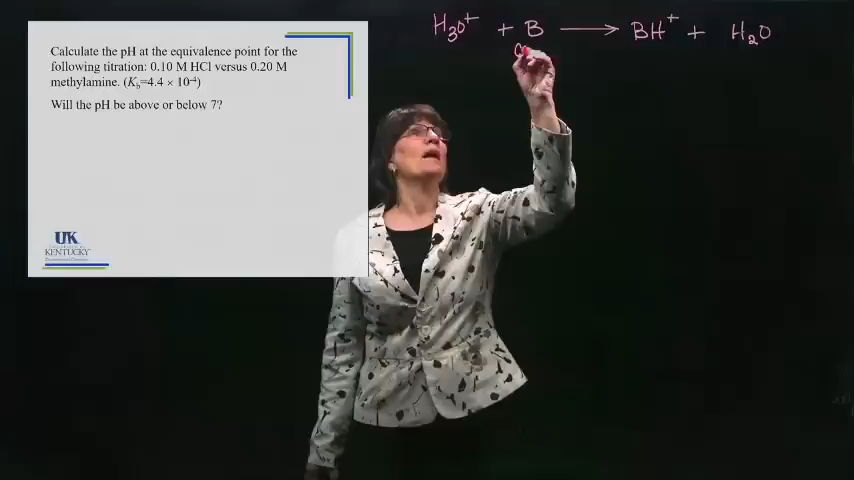 H₃O⁺ + B ⟶ BH⁺ + H₂O
Calculate the pH at the equivalence point for the
following titration: 0.10 M HCl versus 0.20 M
methylamine. (Kb=4.4 × 10⁻⁴)
Will the pH be above or below 7?
UK
KENTUCKY